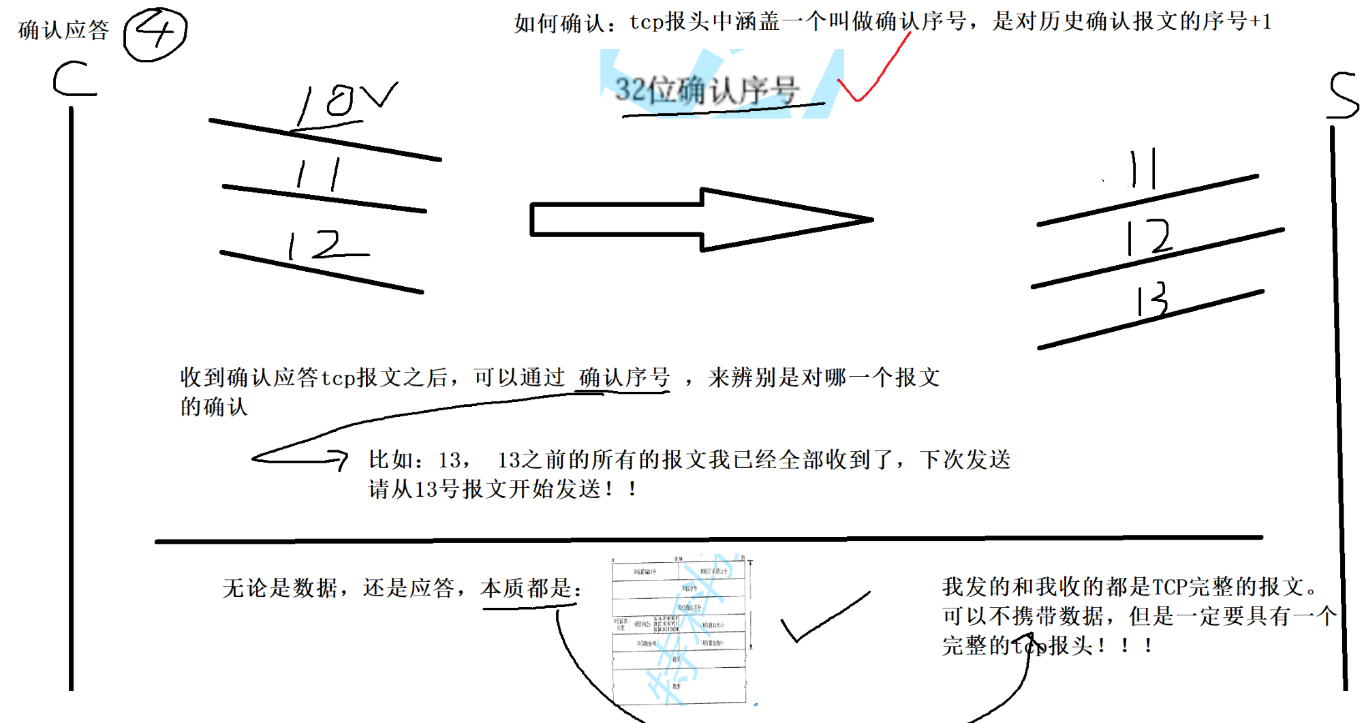 确认应答 ④
如何确认：tcp报头中涵盖一个叫做确认序号，是对历史确认报文的序号+1
32位确认序号
C
S
10
11
12
11
12
13
收到确认应答tcp报文之后，可以通过 确认序号 ，来辨别是对哪一个报文
的确认
比如：13， 13之前的所有的报文我已经全部收到了，下次发送
请从13号报文开始发送！！
无论是数据，还是应答，本质都是：
我发的和我收的都是TCP完整的报文。
可以不携带数据，但是一定要具有一个
完整的tcp报头！！！